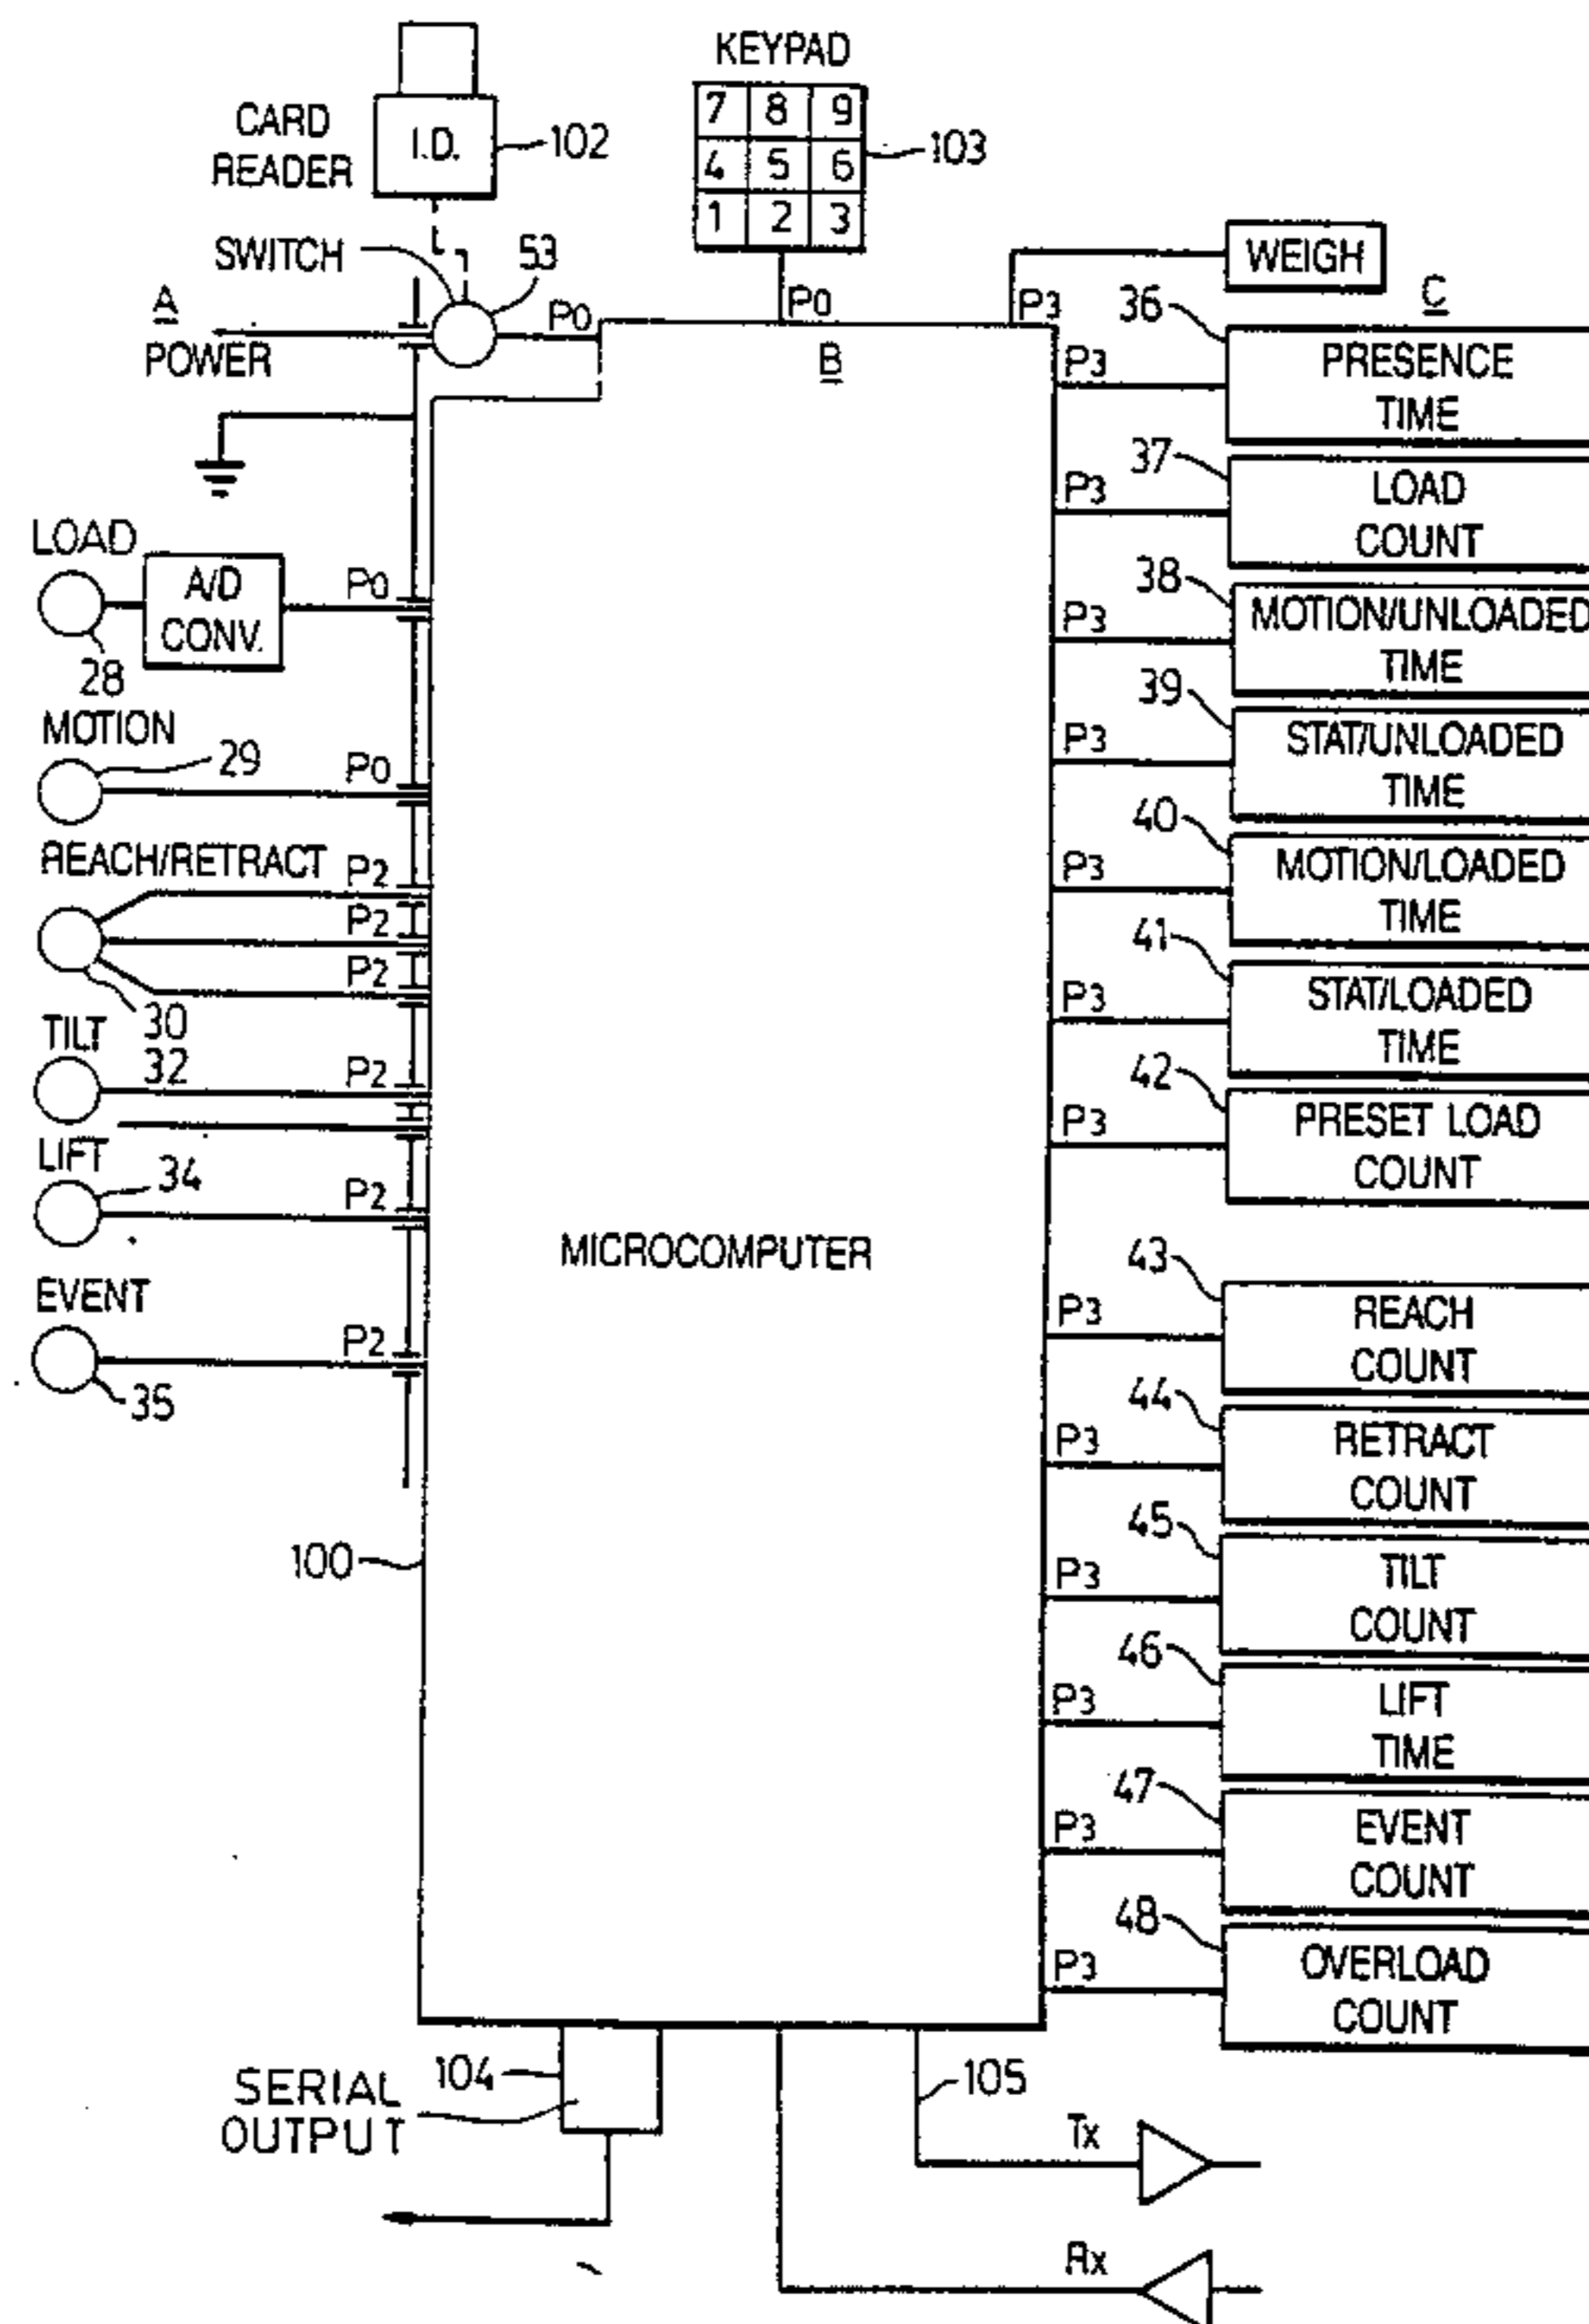 KEYPAD
7 8 9
4 5 6
1 2 3
103
CARD
READER
I.D.
102
SWITCH
53
A
POWER
P0
P0
P3
WEIGH
B
C
LOAD
A/D
CONV.
28
P0
MOTION
29
P0
REACH/RETRACT
P2
P2
P2
30
TILT
32
P2
LIFT
34
P2
EVENT
35
P2
MICROCOMPUTER
100
36
P3
PRESENCE
TIME
37
P3
LOAD
COUNT
38
P3
MOTION/UNLOADED
TIME
39
P3
STAT/UNLOADED
TIME
40
P3
MOTION/LOADED
TIME
41
P3
STAT/LOADED
TIME
42
P3
PRESET LOAD
COUNT
43
P3
REACH
COUNT
44
P3
RETRACT
COUNT
45
P3
TILT
COUNT
46
P3
LIFT
TIME
47
P3
EVENT
COUNT
48
P3
OVERLOAD
COUNT
SERIAL
OUTPUT
104
105
Tx
Rx